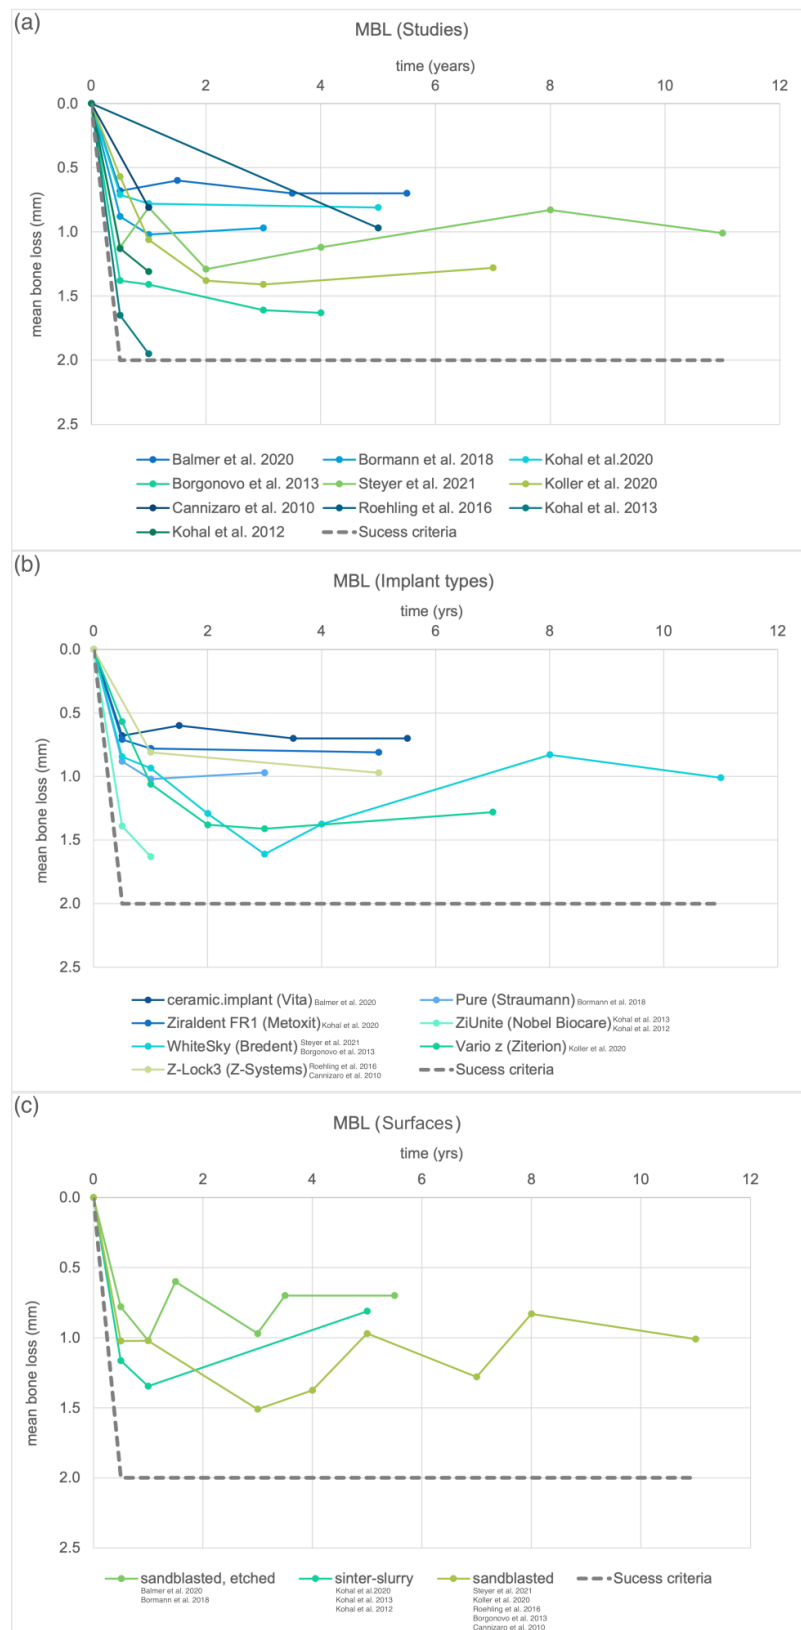 (a)
MBL (Studies)
time (years)
0 2 4 6 8 10 12
0.0
0.5
1.0
1.5
2.0
2.5
mean bone loss (mm)
Balmer et al. 2020 Bormann et al. 2018 Kohal et al.2020
Borgonovo et al. 2013 Steyer et al. 2021 Koller et al. 2020
Cannizaro et al. 2010 Roehling et al. 2016 Kohal et al. 2013
Kohal et al. 2012 Sucess criteria
(b)
MBL (Implant types)
time (yrs)
0 2 4 6 8 10 12
0.0
0.5
1.0
1.5
2.0
2.5
mean bone loss (mm)
ceramic.implant (Vita) Balmer et al. 2020 Pure (Straumann) Bormann et al. 2018
Ziraldent FR1 (Metoxit) Kohal et al. 2020 ZiUnite (Nobel Biocare) Kohal et al. 2013
Kohal et al. 2012
WhiteSky (Bredent) Steyer et al. 2021
Borgonovo et al. 2013
Vario z (Ziterion) Koller et al. 2020
Z-Lock3 (Z-Systems) Roehling et al. 2016
Cannizaro et al. 2010
Sucess criteria
(c)
MBL (Surfaces)
time (yrs)
0 2 4 6 8 10 12
0.0
0.5
1.0
1.5
2.0
2.5
mean bone loss (mm)
sandblasted, etched sinter-slurry sandblasted Sucess criteria
Balmer et al. 2020 Kohal et al.2020 Steyer et al. 2021
Bormann et al. 2018 Kohal et al. 2013 Koller et al. 2020
Kohal et al. 2012 Roehling et al. 2016
Borgonovo et al. 2013
Cannizaro et al. 2010